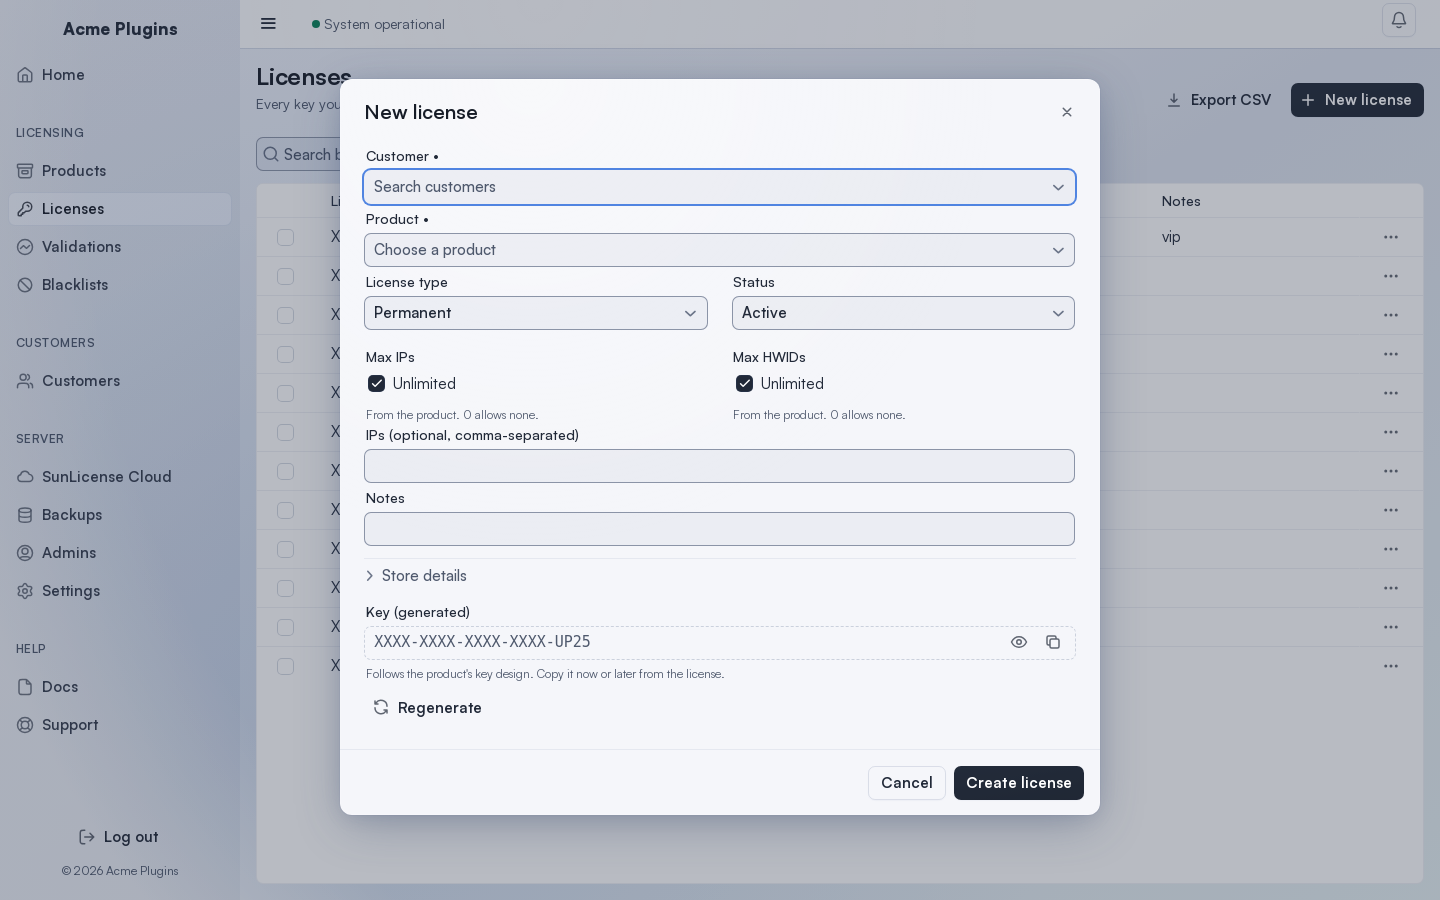 Acme Plugins
System operational
Home
LICENSING
Products
Licenses
Validations
Blacklists
CUSTOMERS
Customers
SERVER
SunLicense Cloud
Backups
Admins
Settings
HELP
Docs
Support
Log out
© 2026 Acme Plugins
Licenses
Every key you
Export CSV
New license
Search b
Notes
vip
New license
Customer •
Search customers
Product •
Choose a product
License type
Status
Permanent
Active
Max IPs
Max HWIDs
Unlimited
Unlimited
From the product. 0 allows none.
From the product. 0 allows none.
IPs (optional, comma-separated)
Notes
Store details
Key (generated)
XXXX-XXXX-XXXX-XXXX-UP25
Follows the product's key design. Copy it now or later from the license.
Regenerate
Cancel
Create license